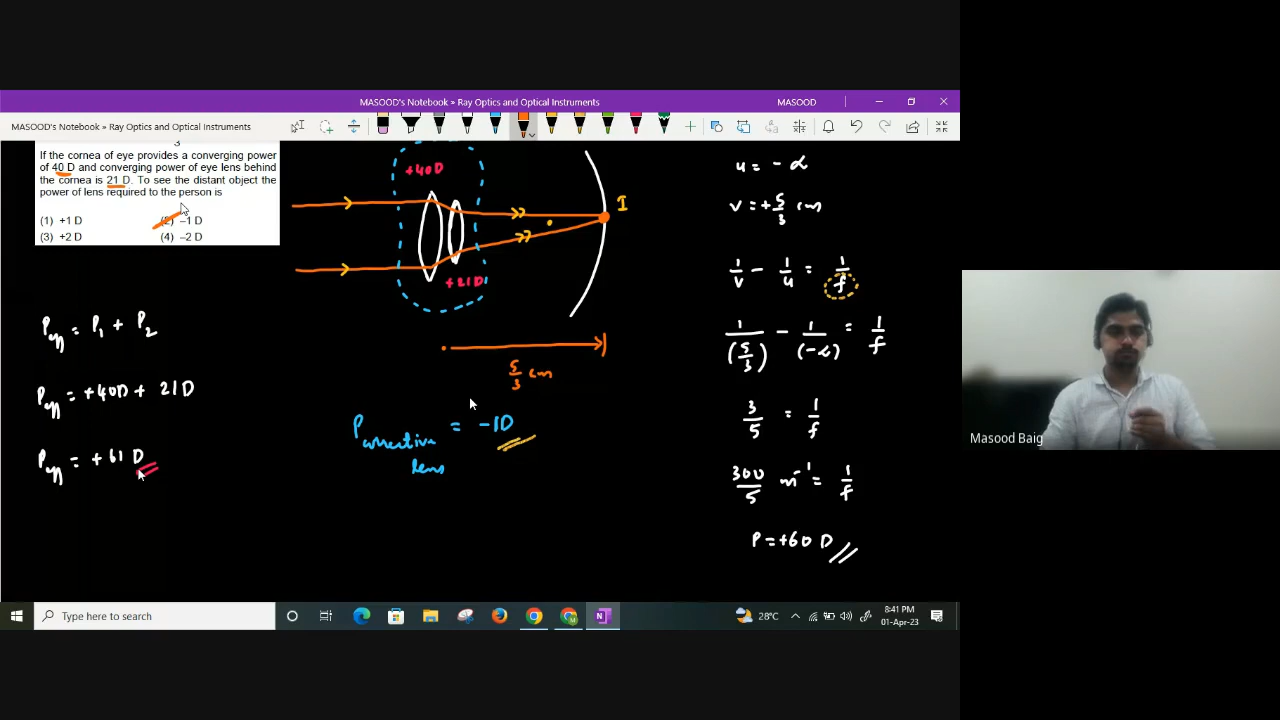 MASOOD's Notebook » Ray Optics and Optical Instruments
MASOOD
MASOOD's Notebook » Ray Optics and Optical Instruments
3
If the cornea of eye provides a converging power
of 40 D and converging power of eye lens behind
the cornea is 21 D. To see the distant object the
power of lens required to the person is
(1) +1 D
(2) –1 D
(3) +2 D
(4) –2 D
+40D
+21D
I
5/3 cm
P_eff = P1 + P2
P_eff = +40D + 21D
P_eff = +61 D
P corrective lens = -1D
u = - α
v = +5/3 cm
1/v - 1/u = 1/f
1/(5/3) - 1/(-α) = 1/f
3/5 = 1/f
300/5 m⁻¹ = 1/f
P = +60 D
Masood Baig
Type here to search
28°C
8:41 PM
01-Apr-23